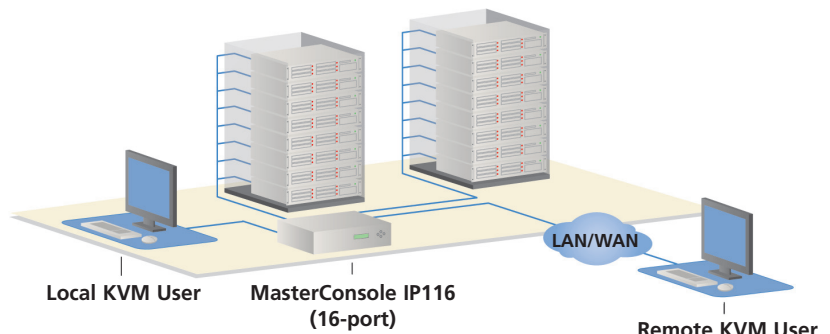 LAN/WAN
Local KVM User
MasterConsole IP116
(16-port)
Remote KVM User